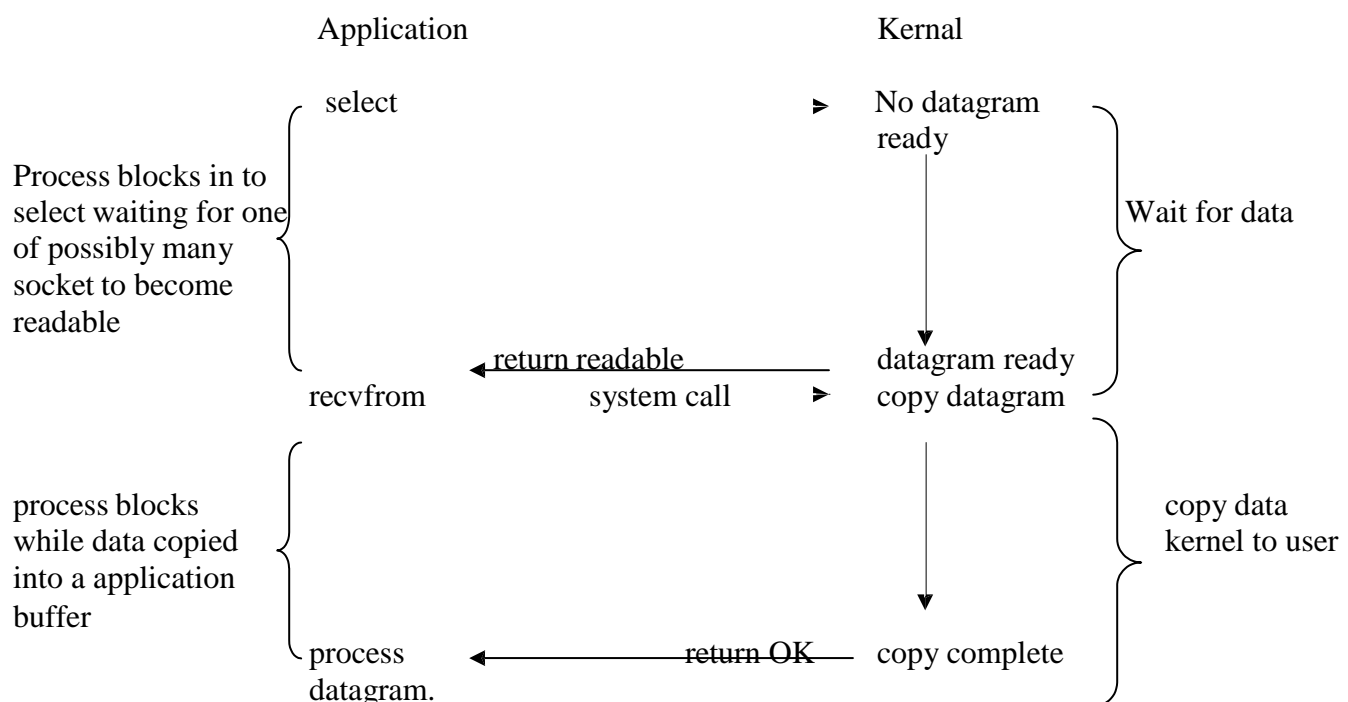 Application
Kernal
select
No datagram
ready
Process blocks in to
select waiting for one
of possibly many
socket to become
readable
Wait for data
return readable
datagram ready
recvfrom
system call
copy datagram
process blocks
while data copied
into a application
buffer
copy data
kernel to user
process
datagram.
return OK
copy complete